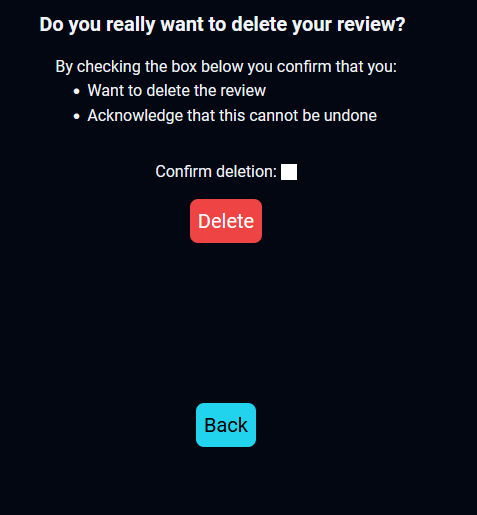 Do you really want to delete your review?
By checking the box below you confirm that you:
• Want to delete the review
• Acknowledge that this cannot be undone
Confirm deletion:
Delete
Back